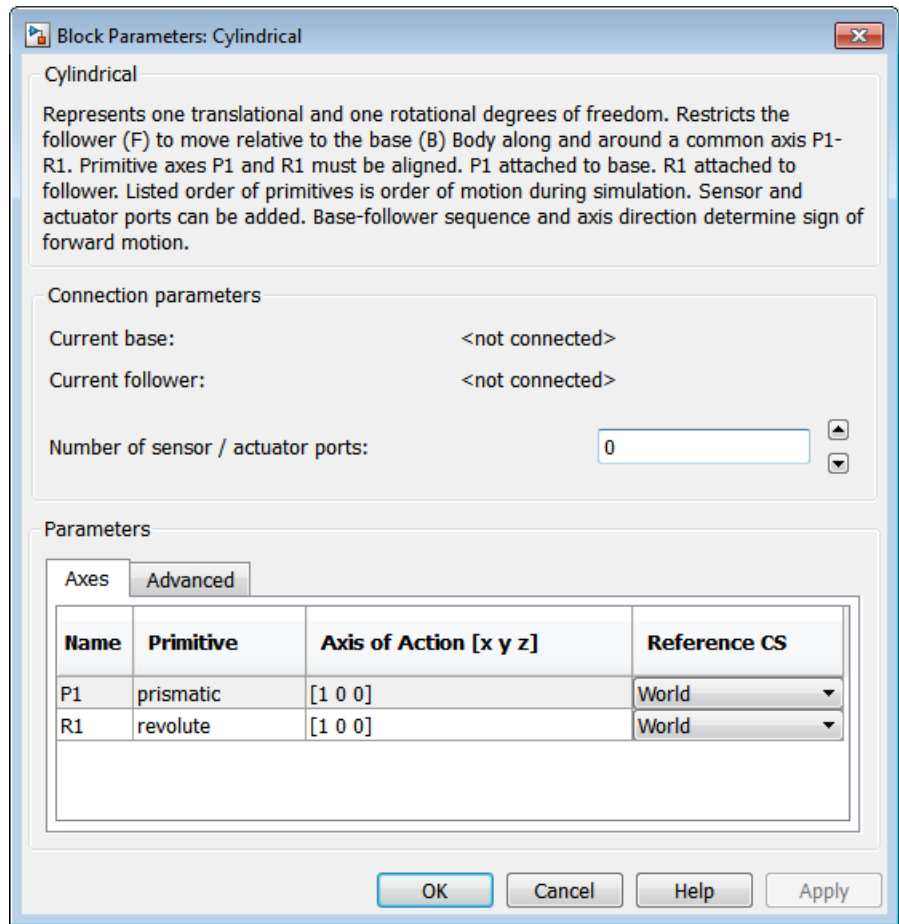 Block Parameters: Cylindrical
Cylindrical
Represents one translational and one rotational degrees of freedom. Restricts the
follower (F) to move relative to the base (B) Body along and around a common axis P1-
R1. Primitive axes P1 and R1 must be aligned. P1 attached to base. R1 attached to
follower. Listed order of primitives is order of motion during simulation. Sensor and
actuator ports can be added. Base-follower sequence and axis direction determine sign of
forward motion.
Connection parameters
Current base: <not connected>
Current follower: <not connected>
Number of sensor / actuator ports: 0
Parameters
Axes Advanced
Name Primitive Axis of Action [x y z] Reference CS
P1 prismatic [1 0 0] World
R1 revolute [1 0 0] World
OK Cancel Help Apply